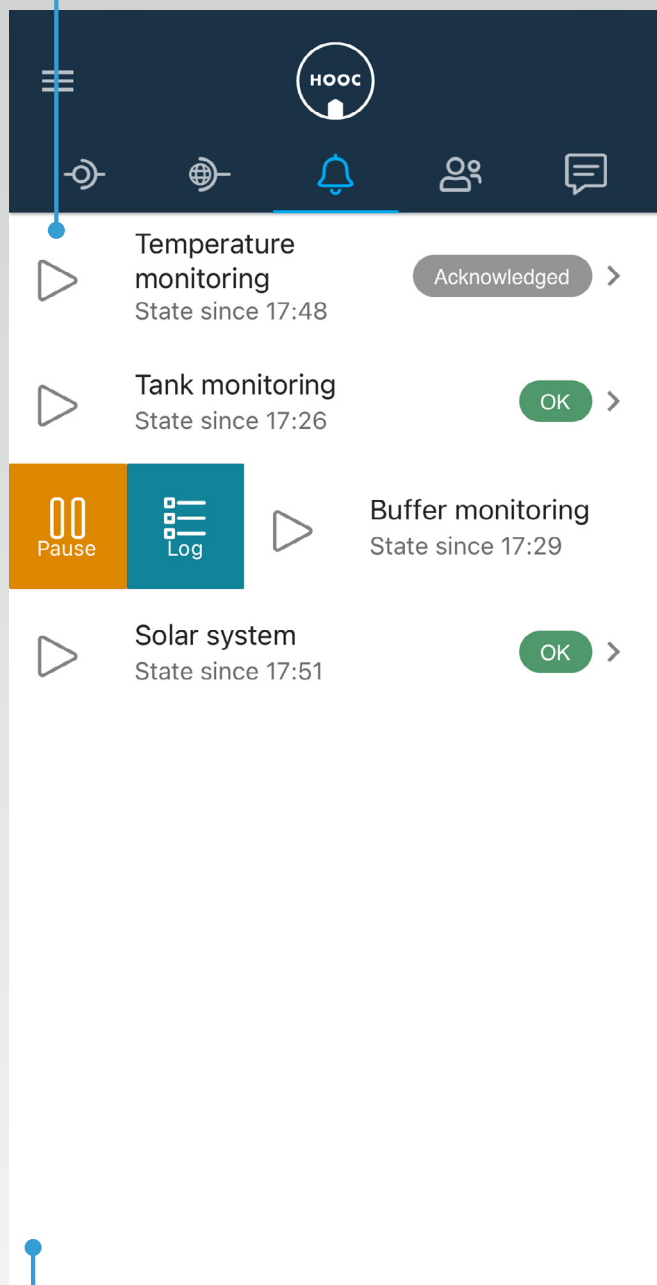 HOOC
Temperature
monitoring
Acknowledged
State since 17:48
Tank monitoring
OK
State since 17:26
Pause
Log
Buffer monitoring
State since 17:29
Solar system
OK
State since 17:51